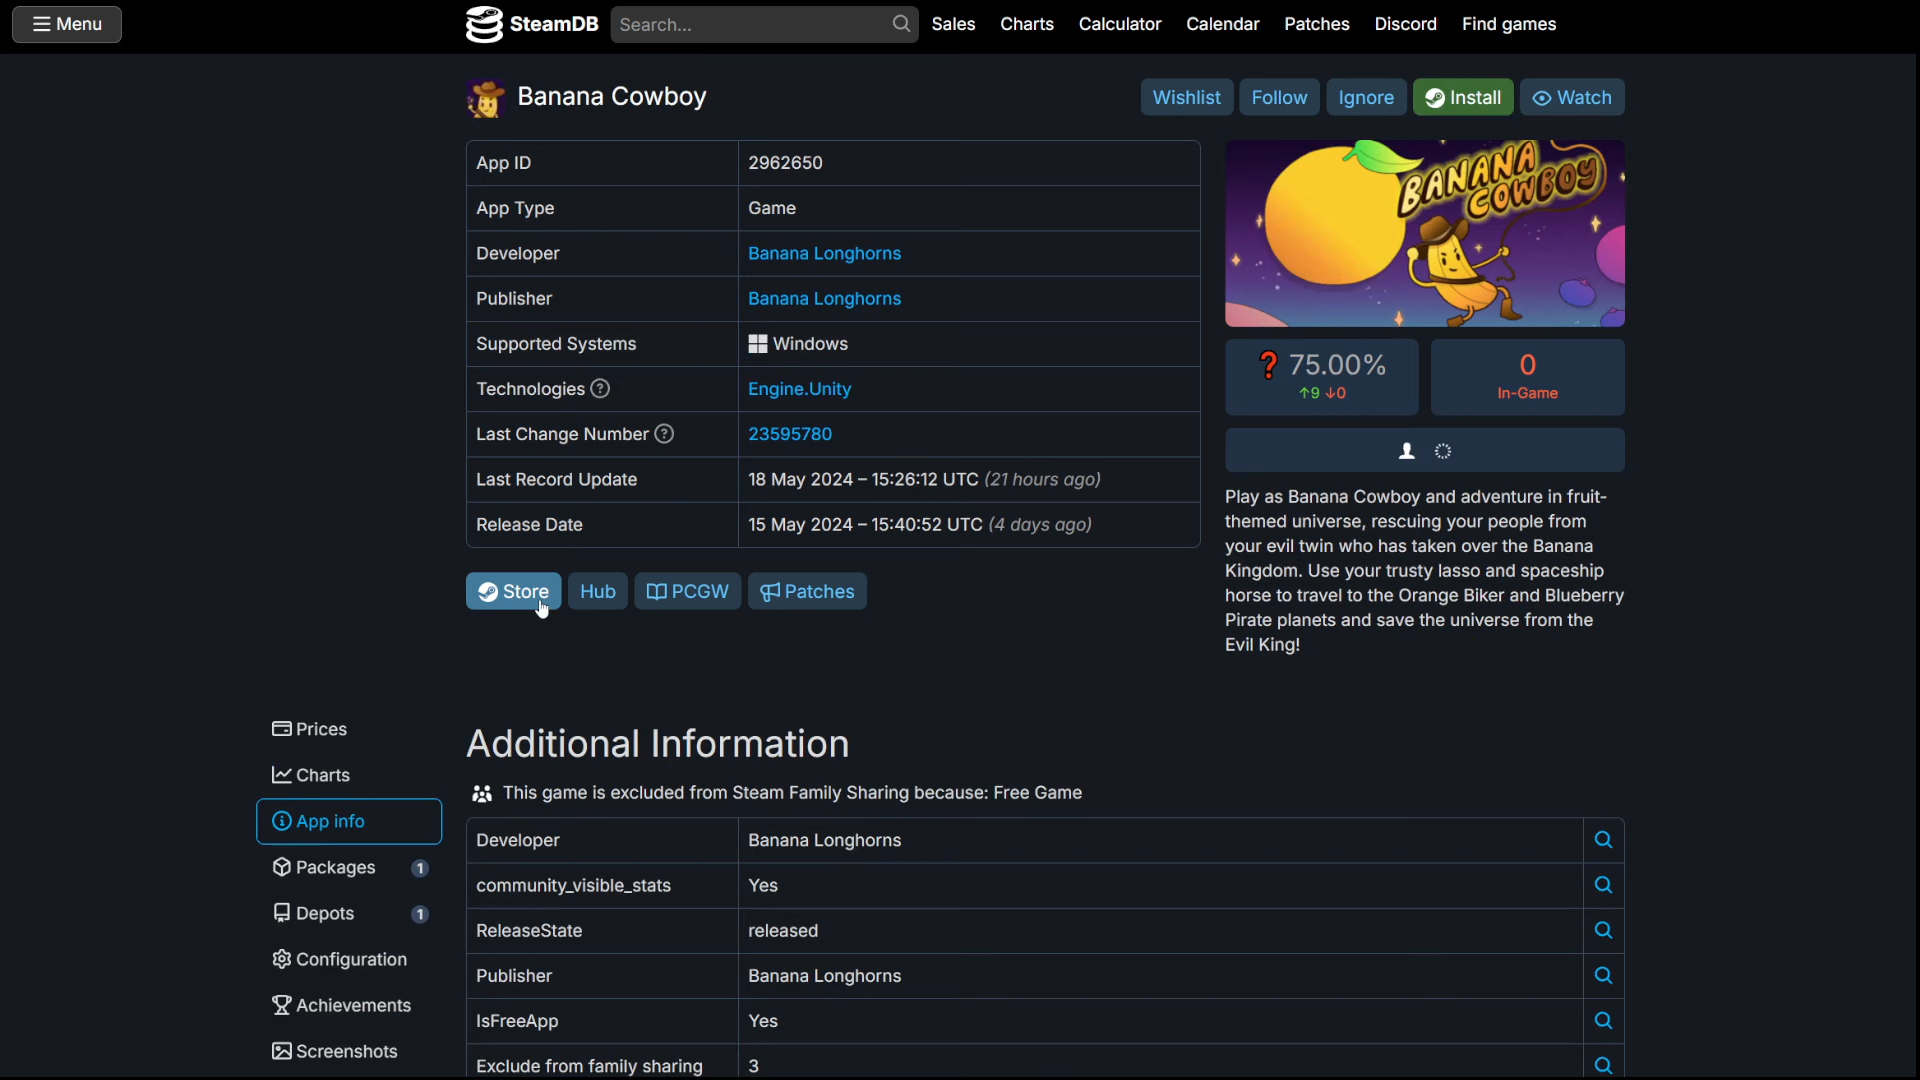 Menu
SteamDB
Search...
Sales
Charts
Calculator
Calendar
Patches
Discord
Find games
Banana Cowboy
Wishlist
Follow
Ignore
Install
Watch
App ID 2962650
App Type Game
Developer Banana Longhorns
Publisher Banana Longhorns
Supported Systems Windows
Technologies ? Engine.Unity
Last Change Number ? 23595780
Last Record Update 18 May 2024 – 15:26:12 UTC (21 hours ago)
Release Date 15 May 2024 – 15:40:52 UTC (4 days ago)
Store
Hub
PCGW
Patches
BANANA
COWBOY
? 75.00%
↑9 ↓0
0
In-Game
Play as Banana Cowboy and adventure in fruit-
themed universe, rescuing your people from
your evil twin who has taken over the Banana
Kingdom. Use your trusty lasso and spaceship
horse to travel to the Orange Biker and Blueberry
Pirate planets and save the universe from the
Evil King!
Prices
Charts
App info
Packages 1
Depots 1
Configuration
Achievements
Screenshots
Additional Information
This game is excluded from Steam Family Sharing because: Free Game
Developer Banana Longhorns
community_visible_stats Yes
ReleaseState released
Publisher Banana Longhorns
IsFreeApp Yes
Exclude from family sharing 3